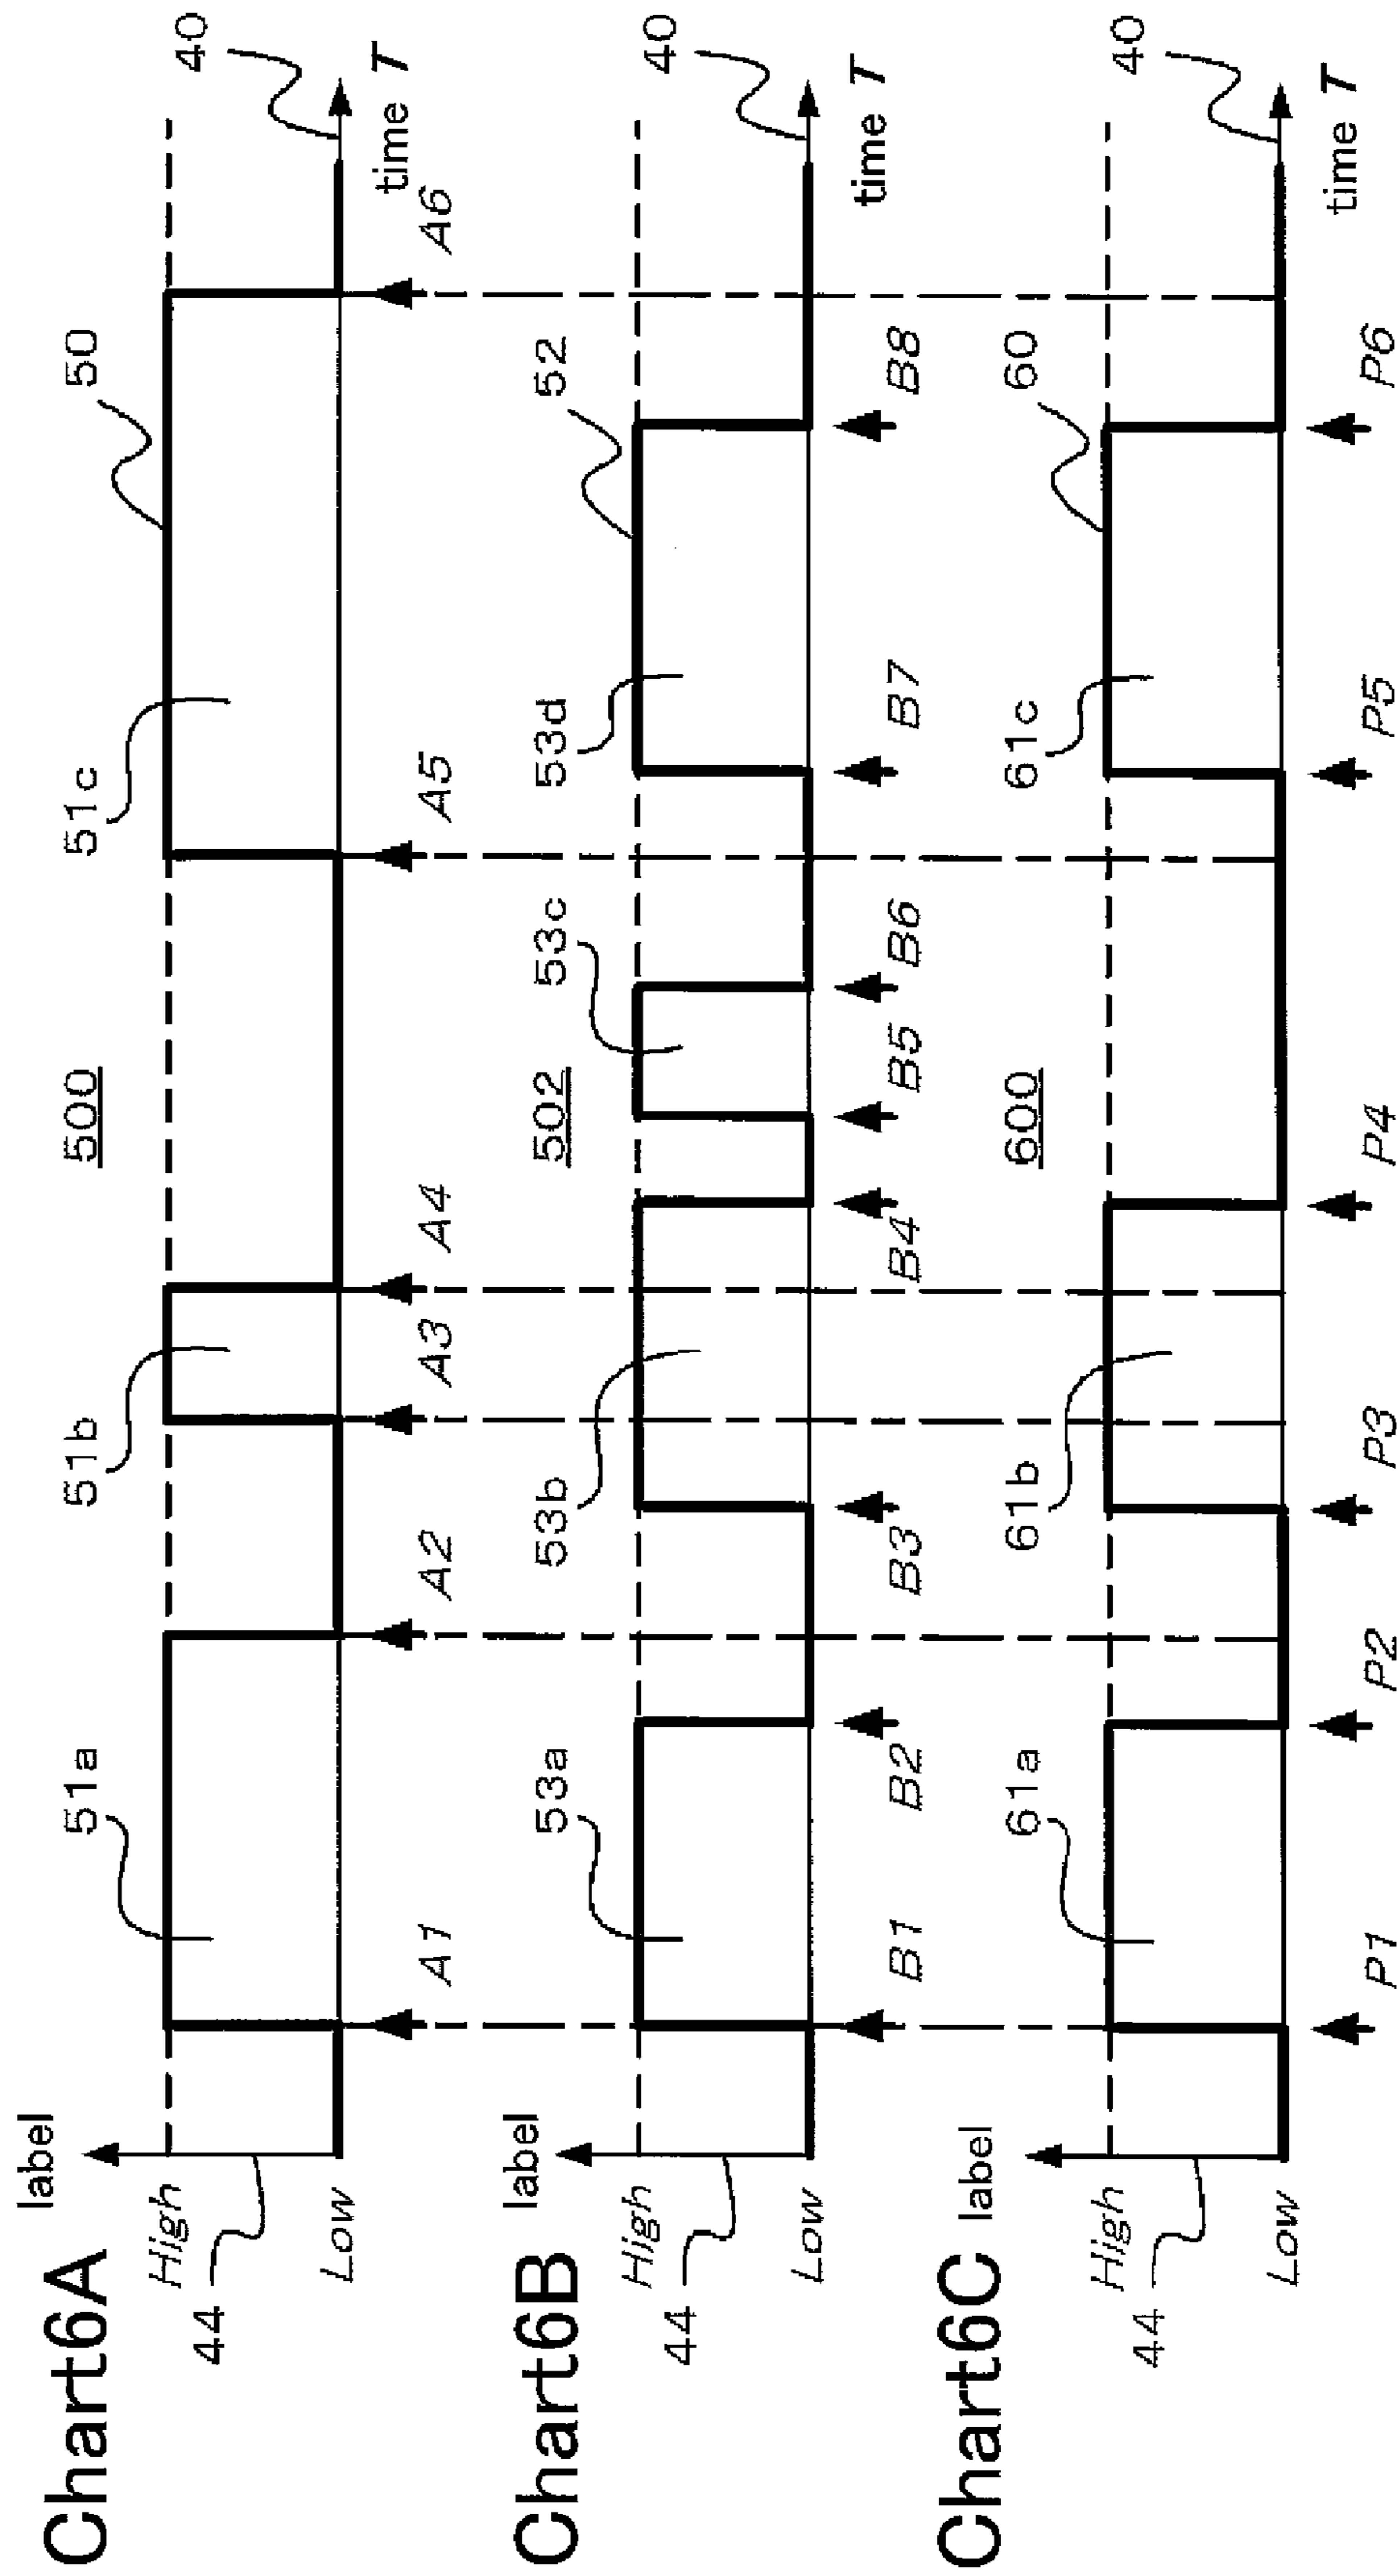 Chart6A
label
High
44
Low
51a
51b
500
51c
50
40
time T
A1
A2
A3
A4
A5
A6
Chart6B
label
High
44
Low
53a
53b
502
53c
53d
52
40
time T
B1
B2
B3
B4
B5
B6
B7
B8
Chart6C
label
High
44
Low
61a
61b
600
61c
60
40
time T
P1
P2
P3
P4
P5
P6